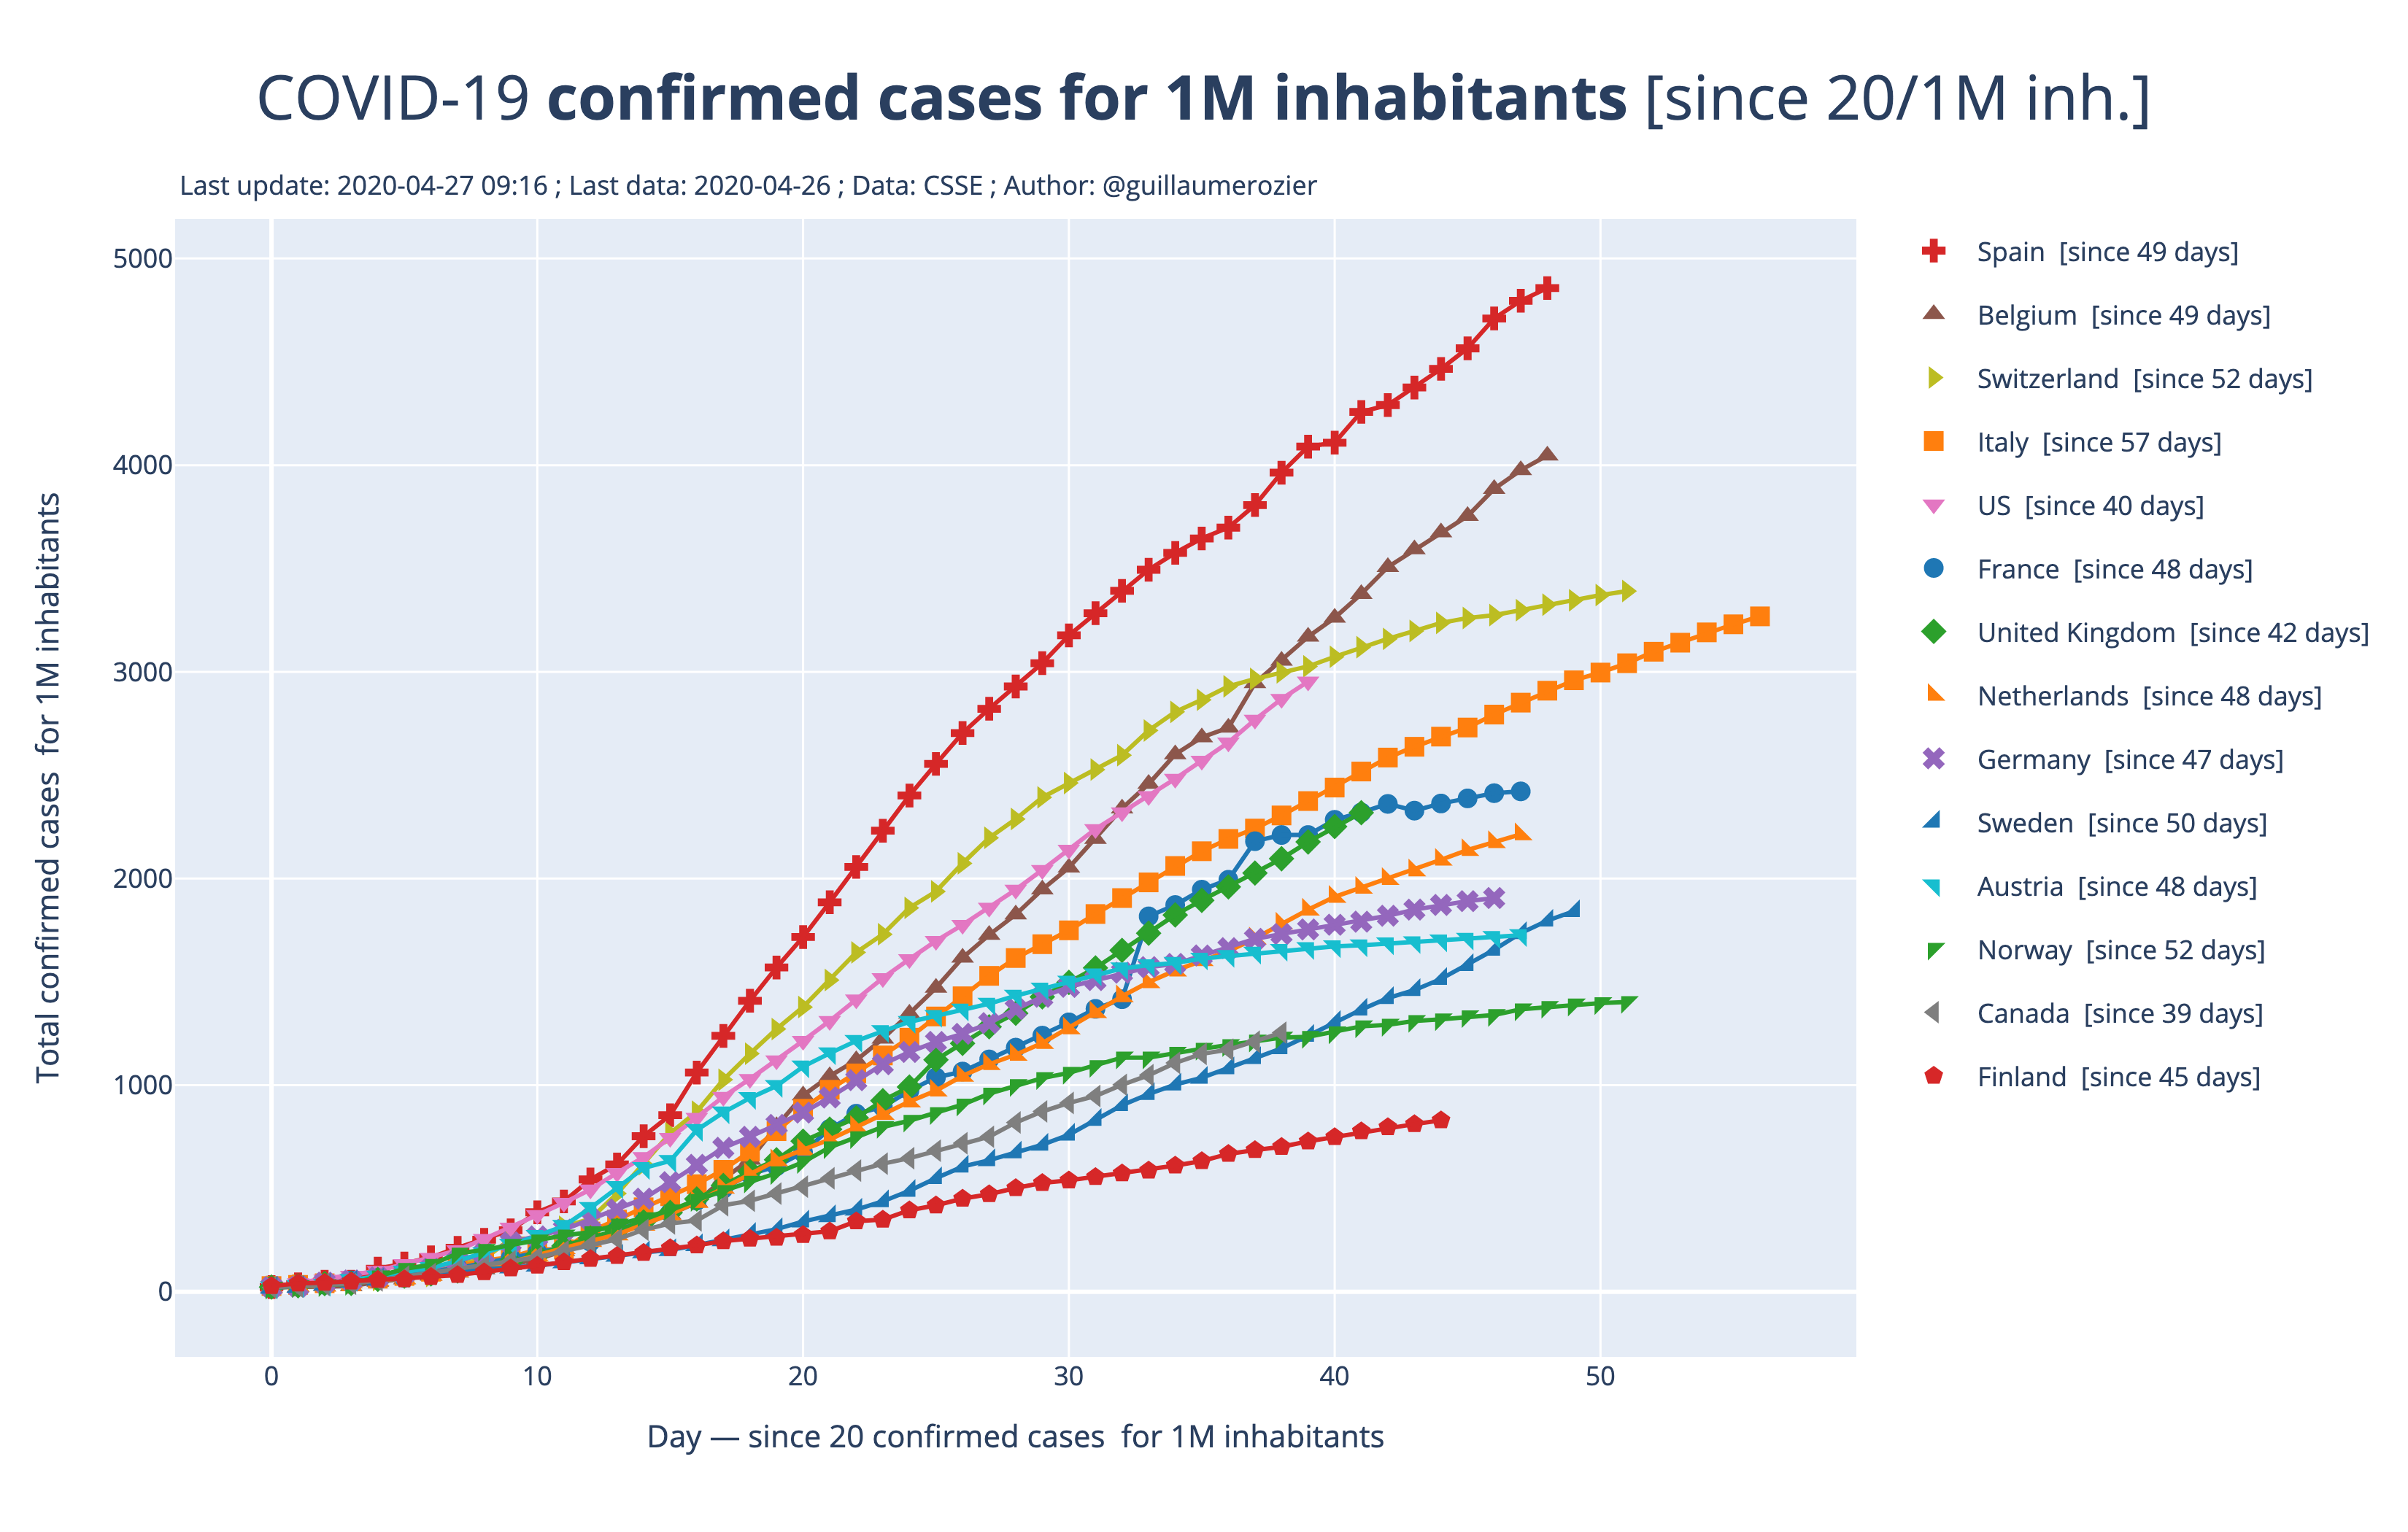 COVID-19 confirmed cases for 1M inhabitants [since 20/1M inh.]
Last update: 2020-04-27 09:16 ; Last data: 2020-04-26 ; Data: CSSE ; Author: @guillaumerozier
Total confirmed cases  for 1M inhabitants
5000
4000
3000
2000
1000
0
0 10 20 30 40 50
Day — since 20 confirmed cases  for 1M inhabitants
Spain [since 49 days]
Belgium [since 49 days]
Switzerland [since 52 days]
Italy [since 57 days]
US [since 40 days]
France [since 48 days]
United Kingdom [since 42 days]
Netherlands [since 48 days]
Germany [since 47 days]
Sweden [since 50 days]
Austria [since 48 days]
Norway [since 52 days]
Canada [since 39 days]
Finland [since 45 days]